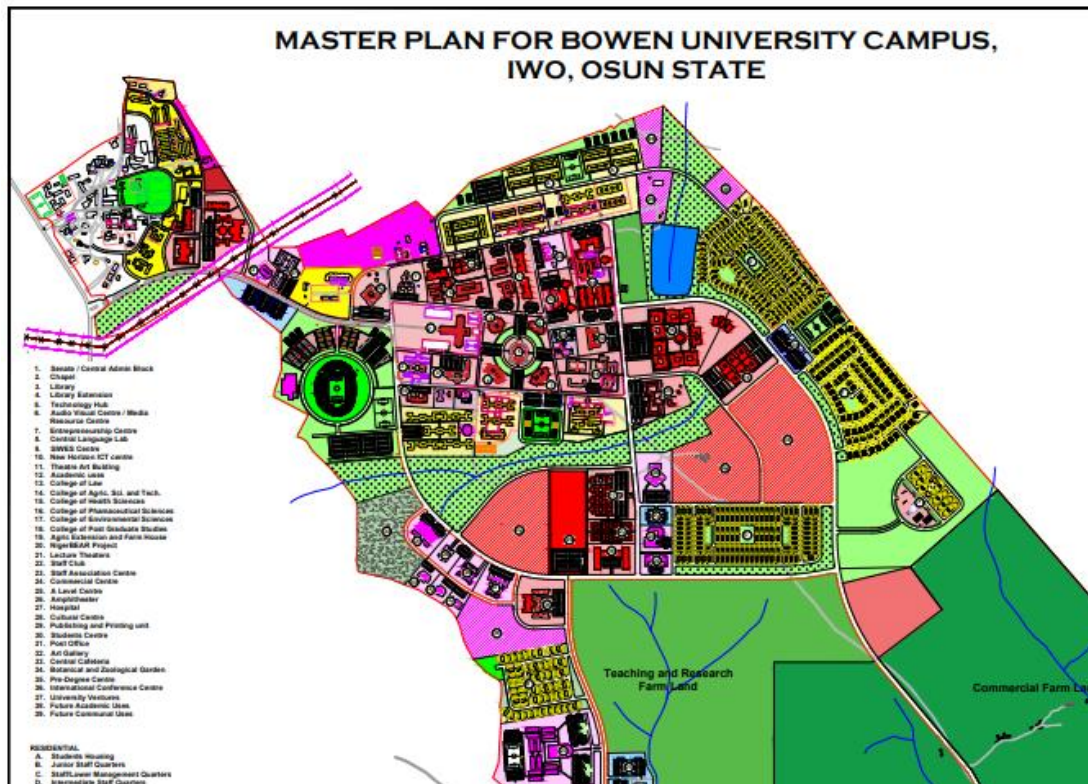 MASTER PLAN FOR BOWEN UNIVERSITY CAMPUS,
IWO, OSUN STATE
1. Senate / Central Admin Block
2. Chapel
3. Library
4. Library Extension
5. Technology Hub
6. Audio Visual Centre / Media
Resource Centre
7. Entrepreneurship Centre
8. Central Language Lab
9. SIWES Centre
10. New Horizon ICT centre
11. Theatre Art Building
12. Academic uses
13. College of Law
14. College of Agric. Sci. and Tech.
15. College of Health Sciences
16. College of Phamaceutical Sciences
17. College of Environmental Sciences
18. College of Post Graduate Studies
19. Agric Extension and Farm House
20. NigerBEAR Project
21. Lecture Theaters
22. Staff Club
23. Staff Association Centre
24. Commercial Centre
25. A Level Centre
26. Amphitheater
27. Hospital
28. Cultural Centre
29. Publishing and Printing unit
30. Students Centre
31. Post Office
32. Art Gallery
33. Central Cafeteria
34. Botanical and Zoological Garden
35. Pre-Degree Centre
36. International Conference Centre
37. University Ventures
38. Future Academic Uses
39. Future Communal Uses
RESIDENTIAL
A. Students Housing
B. Junior Staff Quarters
C. Staff/Lower Management Quarters
D. Intermediate Staff Quarters
Teaching and Research
Farm Land
Commercial Farm La